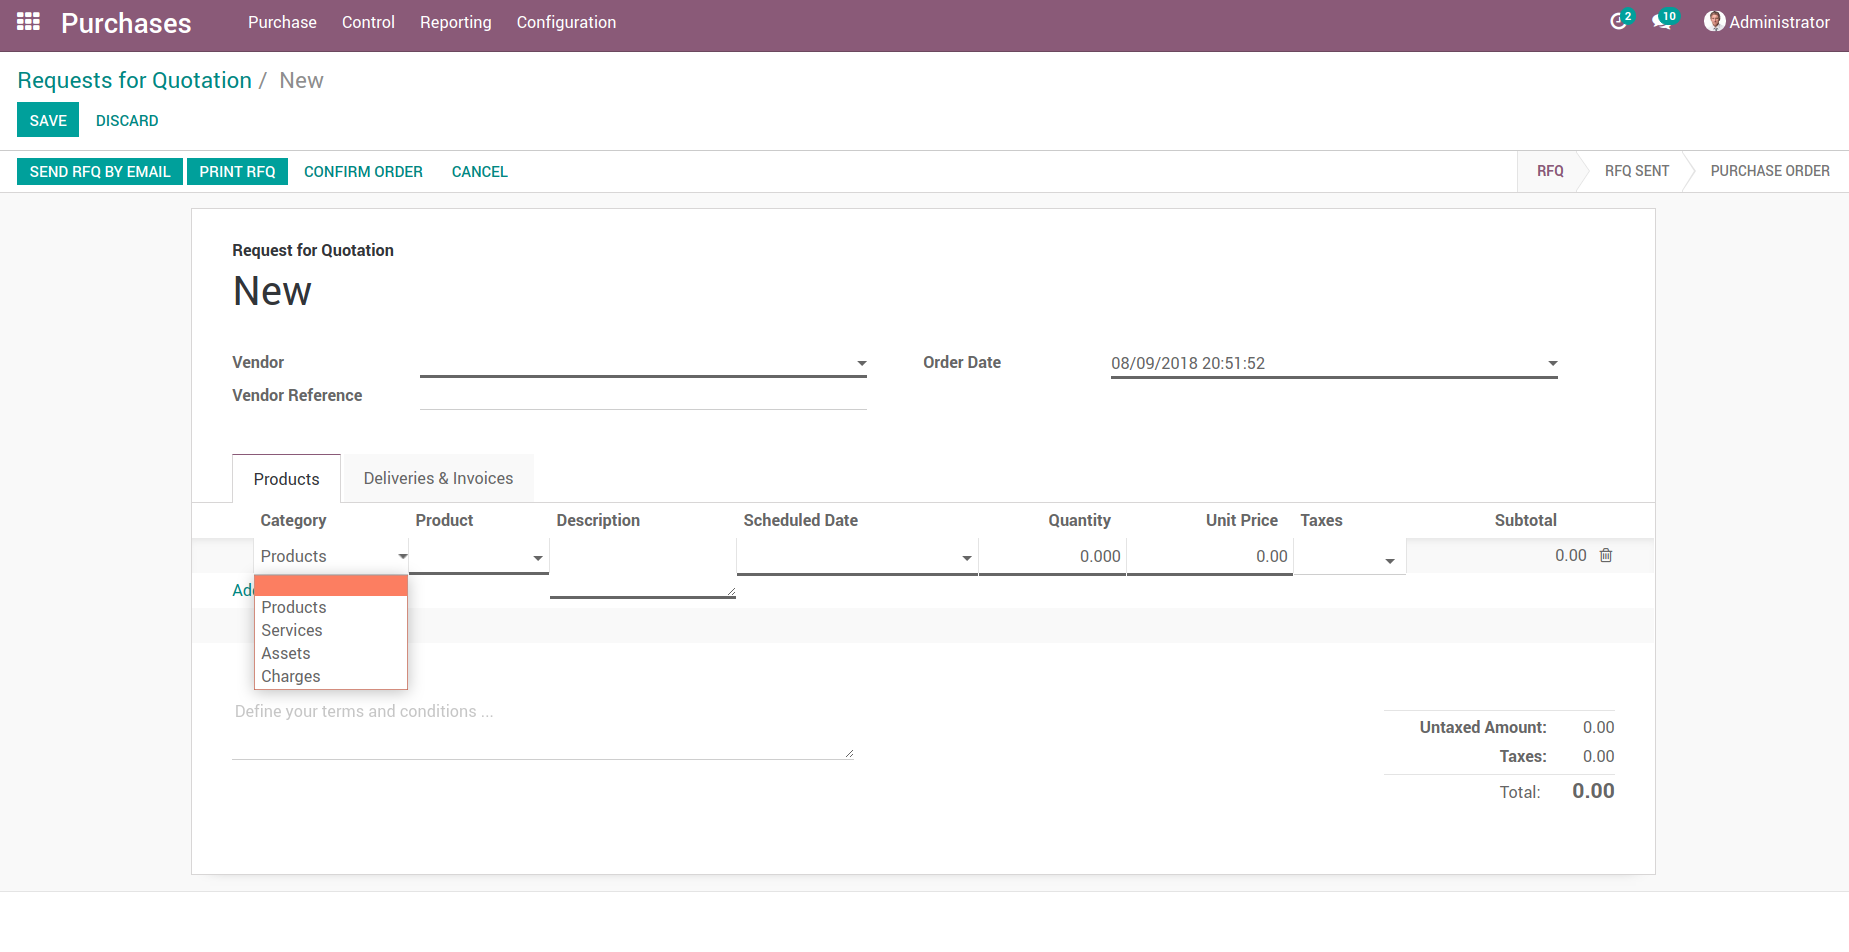 Purchases Purchase Control Reporting Configuration 2 10 Administrator
Requests for Quotation / New
SAVE DISCARD
SEND RFQ BY EMAIL PRINT RFQ CONFIRM ORDER CANCEL RFQ RFQ SENT PURCHASE ORDER
Request for Quotation
New
Vendor Order Date 08/09/2018 20:51:52
Vendor Reference
Products Deliveries & Invoices
Category Product Description Scheduled Date Quantity Unit Price Taxes Subtotal
Products 0.000 0.00 0.00
Products
Services
Assets
Charges
Define your terms and conditions ...
Untaxed Amount: 0.00
Taxes: 0.00
Total: 0.00